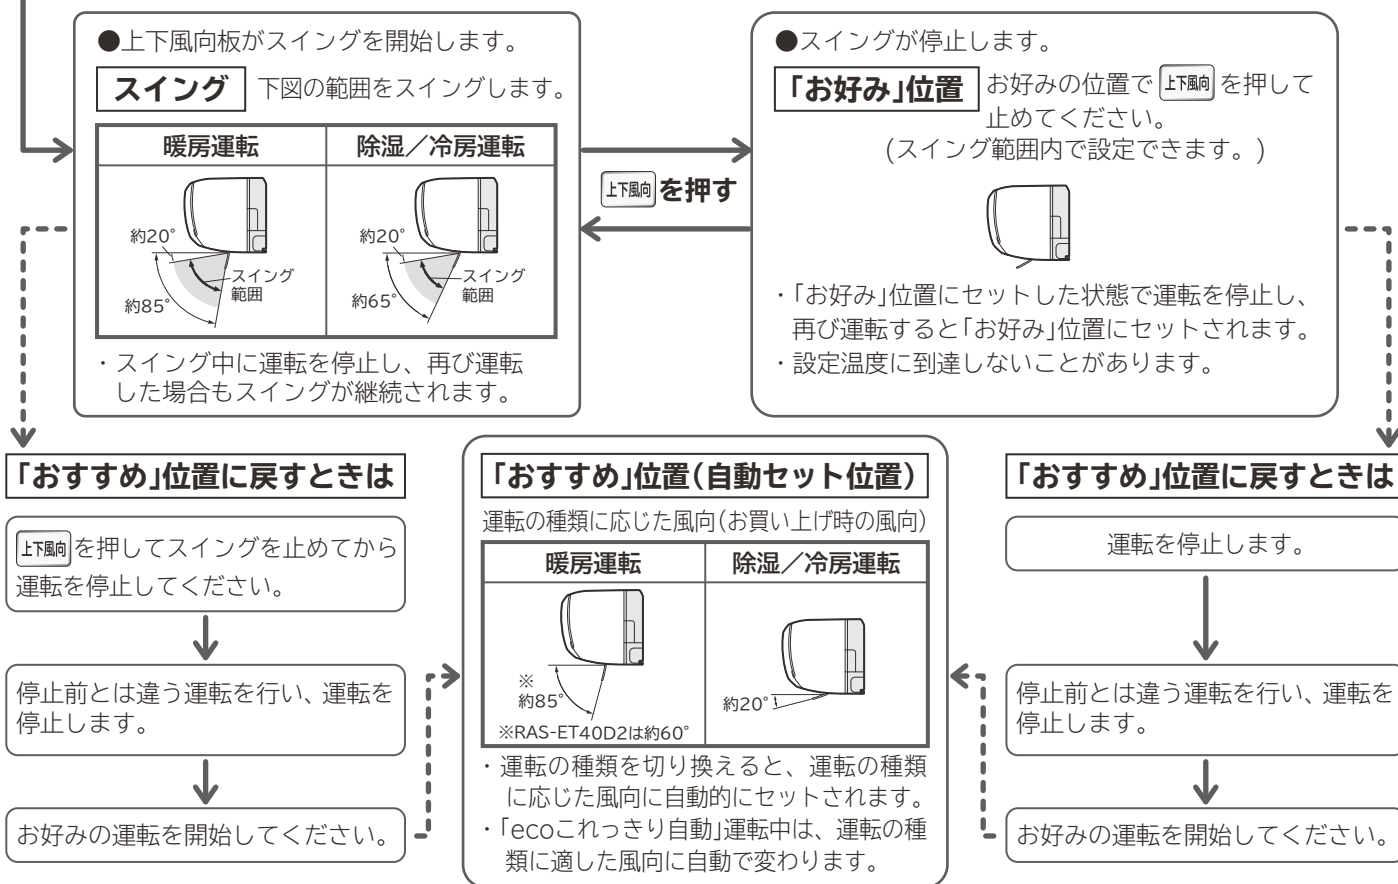 ●上下風向板がスイングを開始します。
スイング 下図の範囲をスイングします。
暖房運転 除湿／冷房運転
約20°
スイング
範囲
約85°
約20°
スイング
範囲
約65°
・スイング中に運転を停止し、再び運転
した場合もスイングが継続されます。
上下風向を押す
●スイングが停止します。
「お好み」位置 お好みの位置で上下風向を押して
止めてください。
(スイング範囲内で設定できます。)
・「お好み」位置にセットした状態で運転を停止し、
再び運転すると「お好み」位置にセットされます。
・設定温度に到達しないことがあります。
「おすすめ」位置に戻すときは
上下風向を押してスイングを止めてから
運転を停止してください。
停止前とは違う運転を行い、運転を
停止します。
お好みの運転を開始してください。
「おすすめ」位置(自動セット位置)
運転の種類に応じた風向(お買い上げ時の風向)
暖房運転 除湿／冷房運転
※
約85°
※RAS-ET40D2は約60°
約20°
・運転の種類を切り換えると、運転の種類
に応じた風向に自動的にセットされます。
・「ecoこれっきり自動」運転中は、運転の種
類に適した風向に自動で変わります。
「おすすめ」位置に戻すときは
運転を停止します。
停止前とは違う運転を行い、運転を
停止します。
お好みの運転を開始してください。